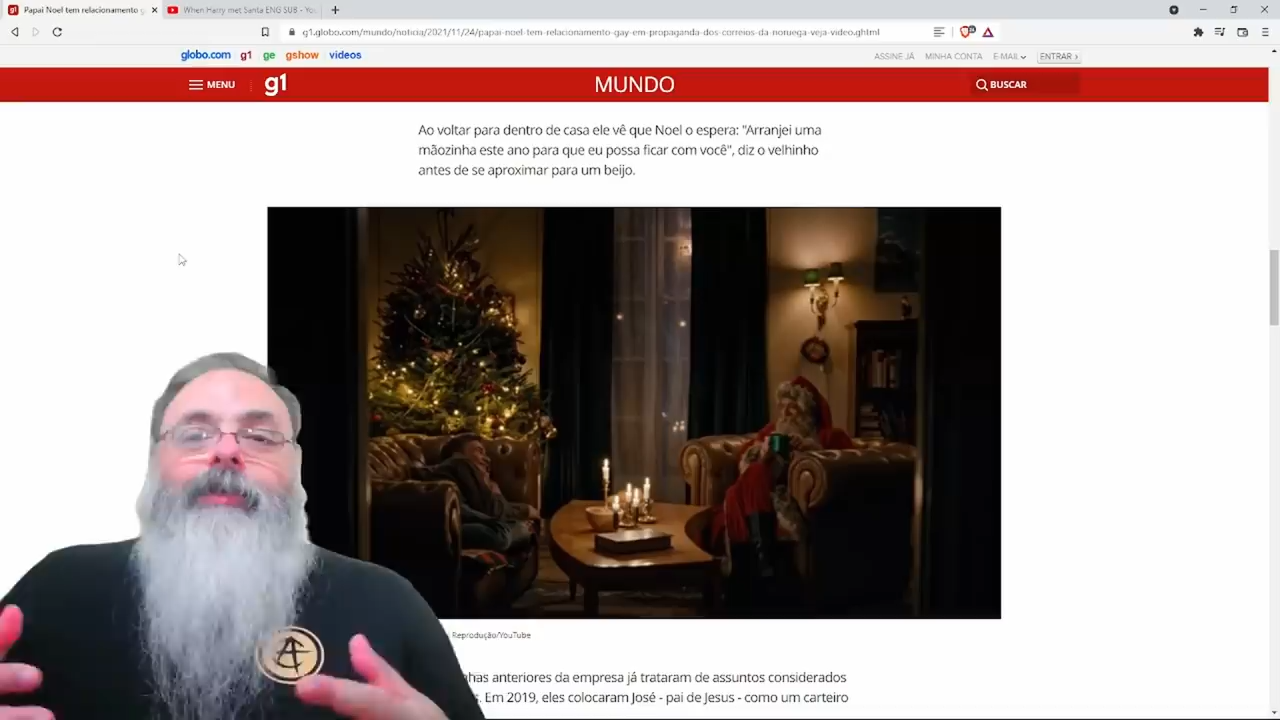 Papai Noel tem relacionamento g
When Harry met Santa ENG SUB - Yo
g1.globo.com/mundo/noticia/2021/11/24/papai-noel-tem-relacionamento-gay-em-propaganda-dos-correios-da-noruega-veja-video.ghtml
globo.com g1 ge gshow videos
ASSINE JÁ MINHA CONTA E-MAIL ENTRAR ›
MENU g1 MUNDO BUSCAR
Ao voltar para dentro de casa ele vê que Noel o espera: "Arranjei uma
mãozinha este ano para que eu possa ficar com você", diz o velhinho
antes de se aproximar para um beijo.
Reprodução/YouTube
nhas anteriores da empresa já trataram de assuntos considerados
s. Em 2019, eles colocaram José - pai de Jesus - como um carteiro